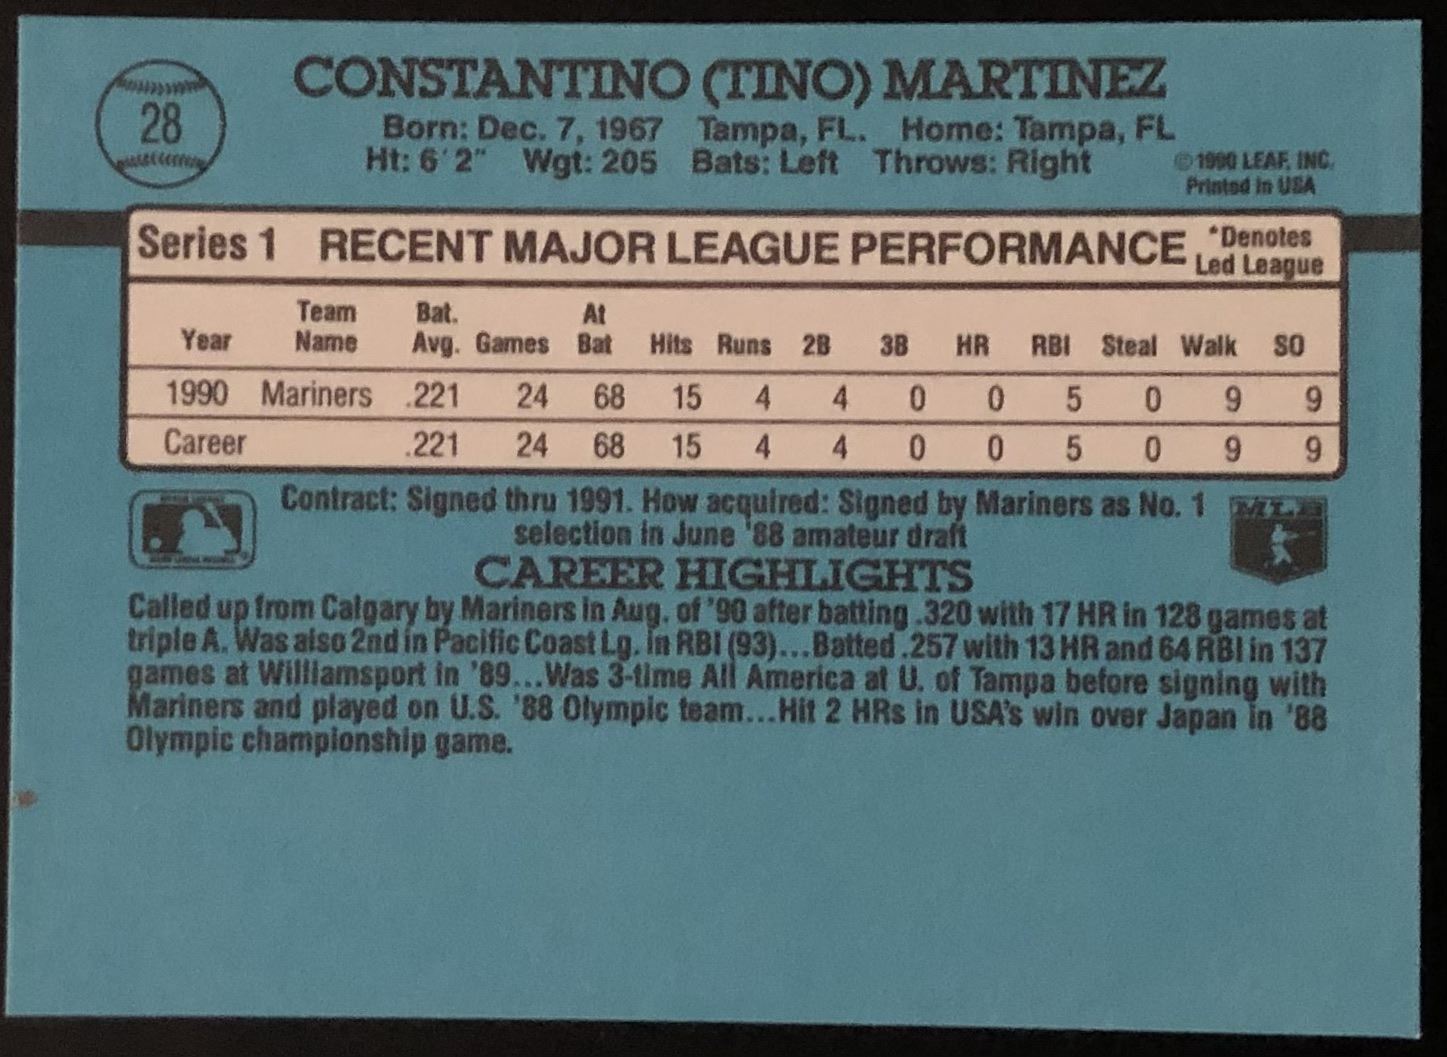 28
CONSTANTINO (TINO) MARTINEZ
Born: Dec. 7, 1967 Tampa, FL. Home: Tampa, FL
Ht: 6'2" Wgt: 205 Bats: Left Throws: Right
©1990 LEAF, INC.
Printed in USA
Series 1 RECENT MAJOR LEAGUE PERFORMANCE *Denotes Led League
Year Team Name Bat. Avg. Games At Bat Hits Runs 2B 3B HR RBI Steal Walk SO
1990 Mariners .221 24 68 15 4 4 0 0 5 0 9 9
Career .221 24 68 15 4 4 0 0 5 0 9 9
Contract: Signed thru 1991. How acquired: Signed by Mariners as No. 1
selection in June '88 amateur draft
MLB
CAREER HIGHLIGHTS
Called up from Calgary by Mariners in Aug. of '90 after batting .320 with 17 HR in 128 games at
triple A. Was also 2nd in Pacific Coast Lg. in RBI (93)...Batted .257 with 13 HR and 64 RBI in 137
games at Williamsport in '89...Was 3-time All America at U. of Tampa before signing with
Mariners and played on U.S. '88 Olympic team...Hit 2 HRs in USA's win over Japan in '88
Olympic championship game.